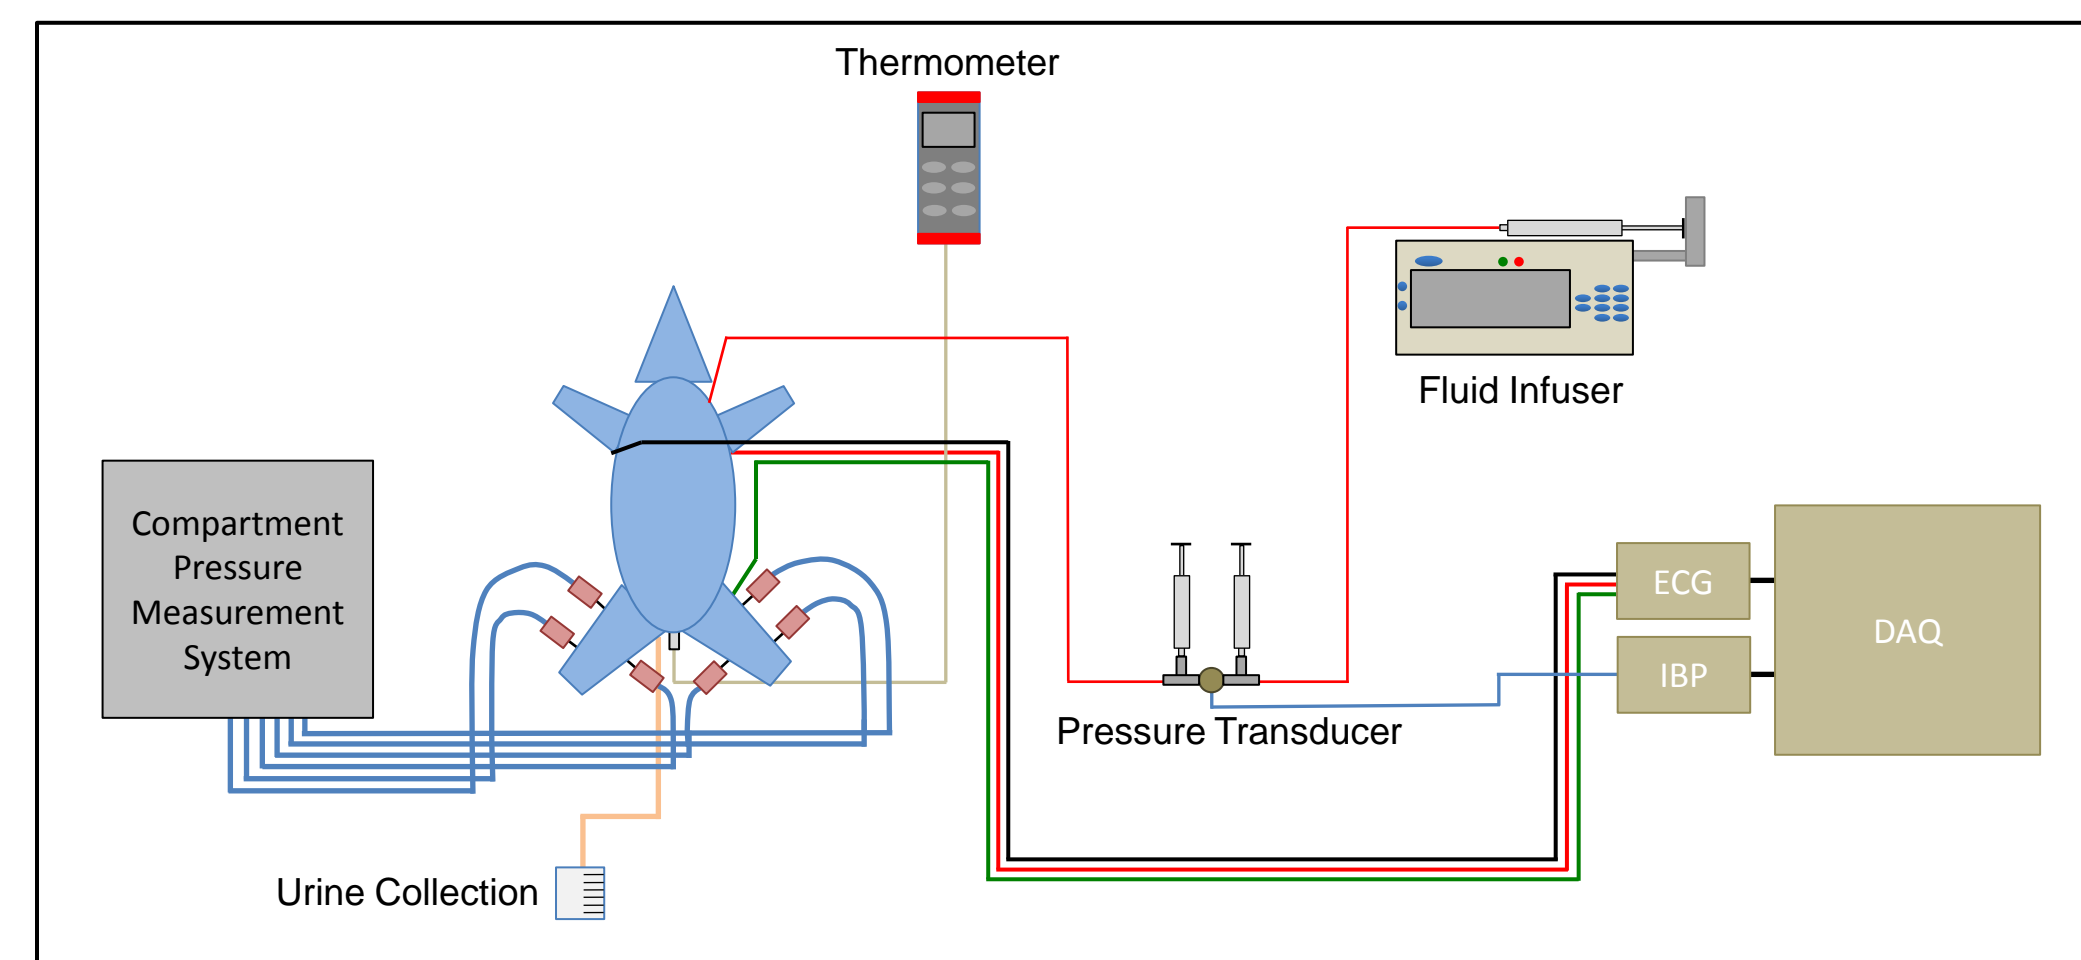 Thermometer
Fluid Infuser
Compartment
Pressure
Measurement
System
ECG
DAQ
IBP
Pressure Transducer
Urine Collection